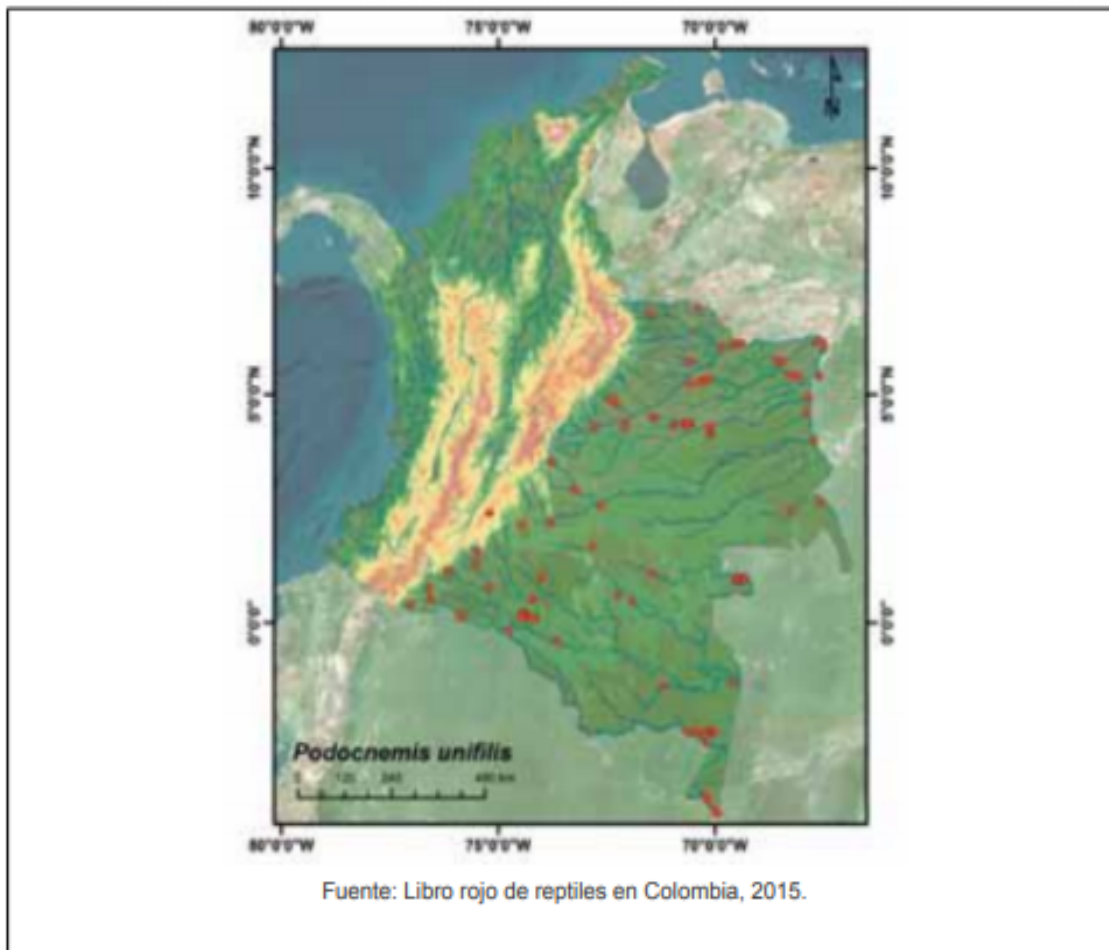 80°0'0"W 75°0'0"W 70°0'0"W
N
10°0'0"N 10°0'0"N
5°0'0"N 5°0'0"N
0°0'0" 0°0'0"
Podocnemis unifilis
0 120 240 480 km
80°0'0"W 75°0'0"W 70°0'0"W
Fuente: Libro rojo de reptiles en Colombia, 2015.